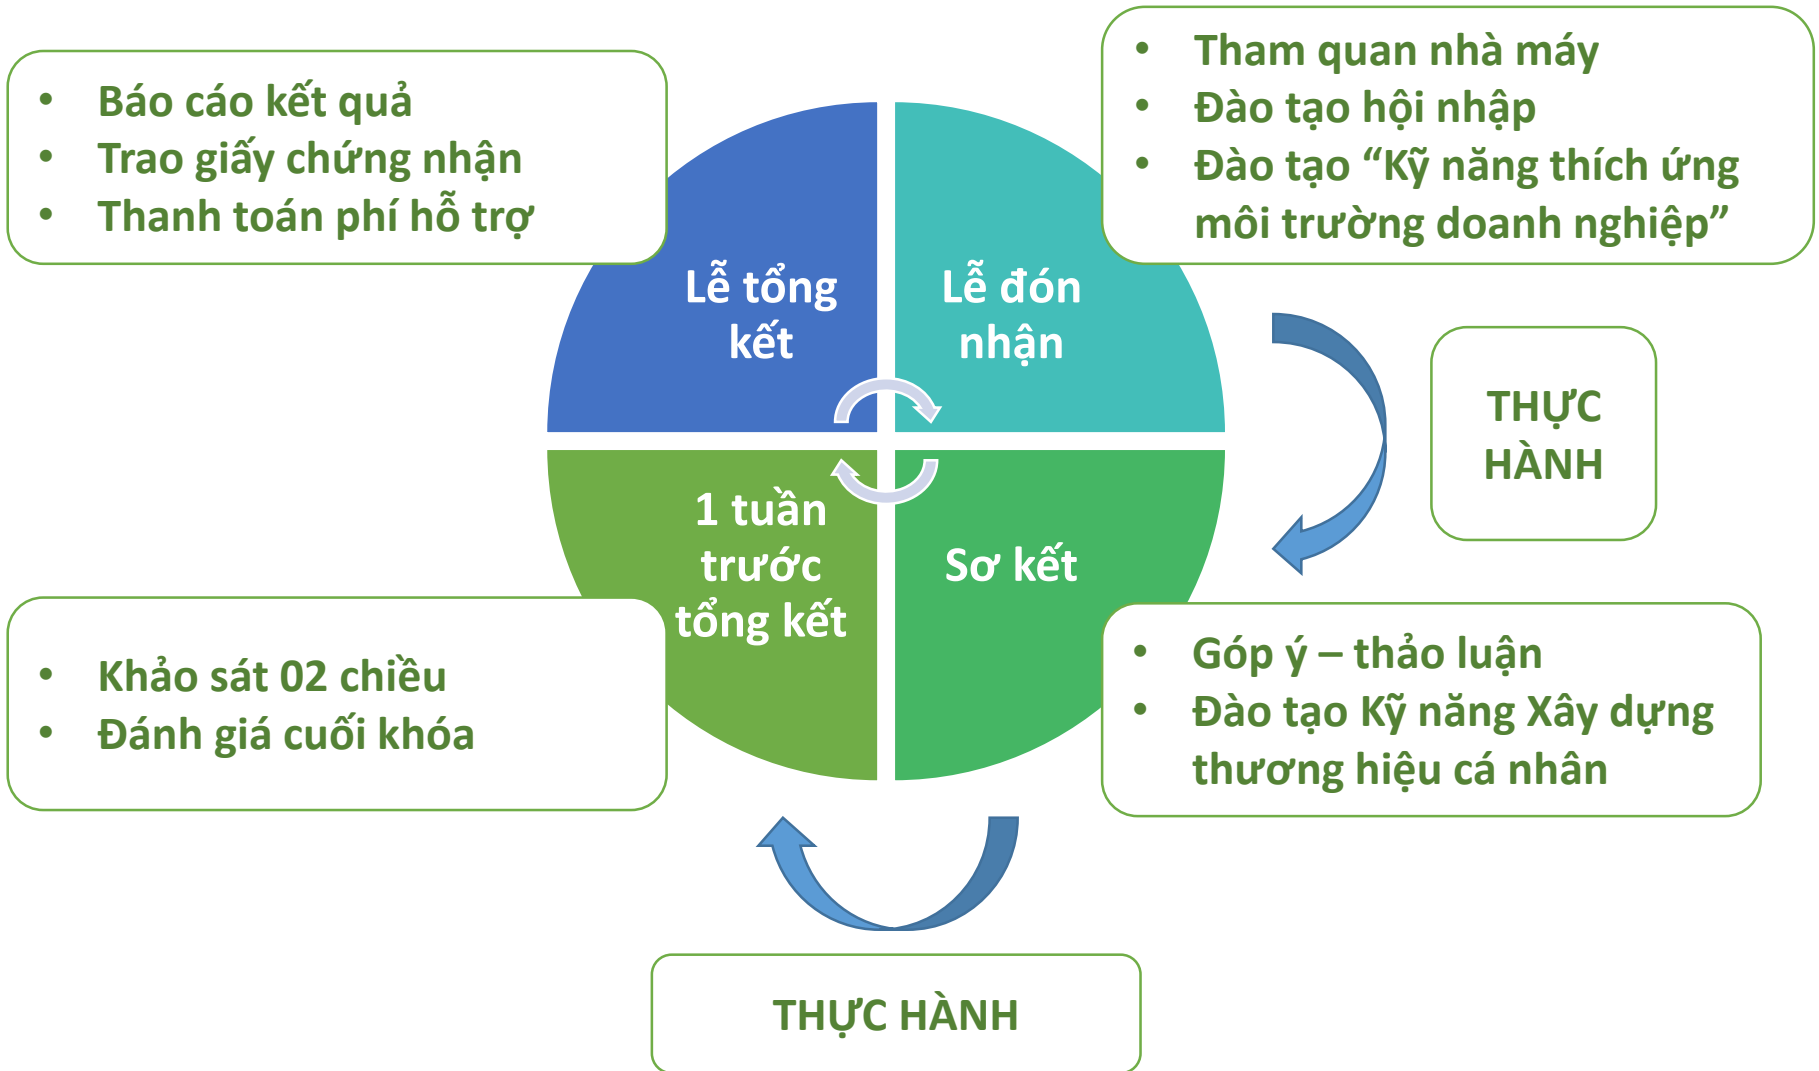 • Báo cáo kết quả
• Trao giấy chứng nhận
• Thanh toán phí hỗ trợ
• Tham quan nhà máy
• Đào tạo hội nhập
• Đào tạo “Kỹ năng thích ứng
môi trường doanh nghiệp”
Lễ tổng
kết
Lễ đón
nhận
THỰC
HÀNH
1 tuần
trước
tổng kết
Sơ kết
• Khảo sát 02 chiều
• Đánh giá cuối khóa
• Góp ý – thảo luận
• Đào tạo Kỹ năng Xây dựng
thương hiệu cá nhân
THỰC HÀNH